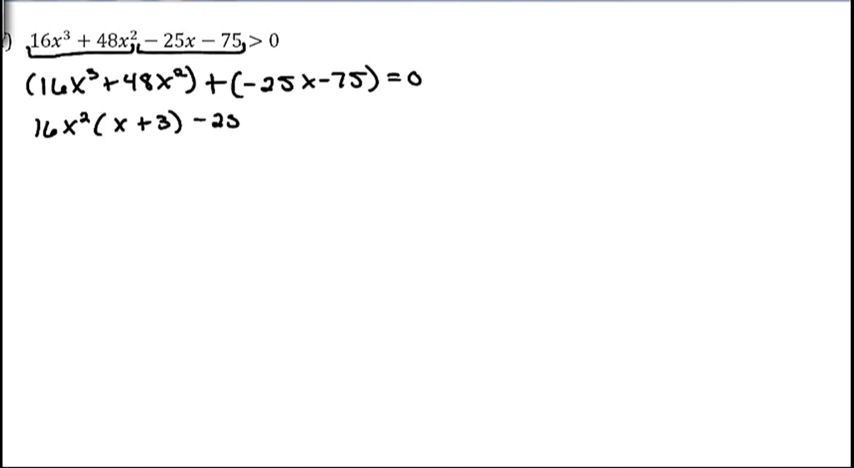 ) 16x³ + 48x² − 25x − 75 > 0
(16x³+48x²) + (-25x-75) = 0
16x²(x+3) -25